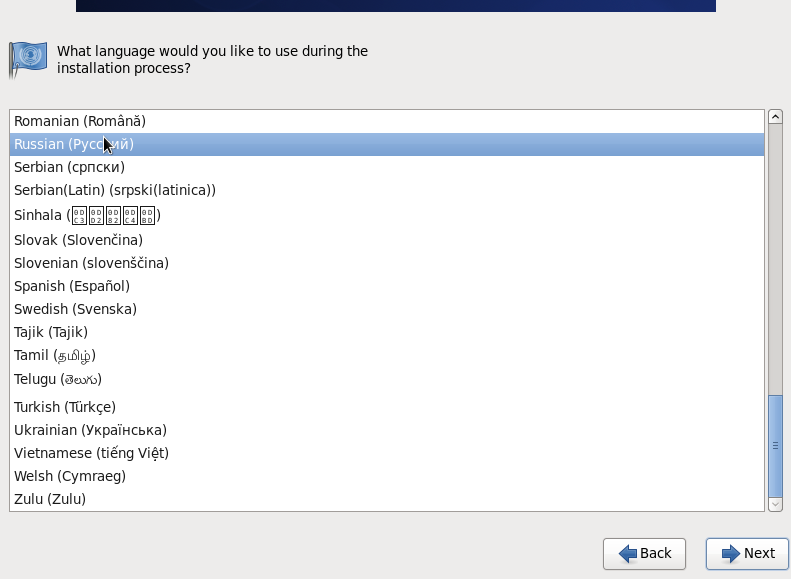 What language would you like to use during the
installation process?
Romanian (Română)
Russian (Русский)
Serbian (српски)
Serbian(Latin) (srpski(latinica))
Sinhala ()
Slovak (Slovenčina)
Slovenian (slovenščina)
Spanish (Español)
Swedish (Svenska)
Tajik (Tajik)
Tamil (தமிழ்)
Telugu (తెలుగు)
Turkish (Türkçe)
Ukrainian (Українська)
Vietnamese (tiếng Việt)
Welsh (Cymraeg)
Zulu (Zulu)
Back
Next